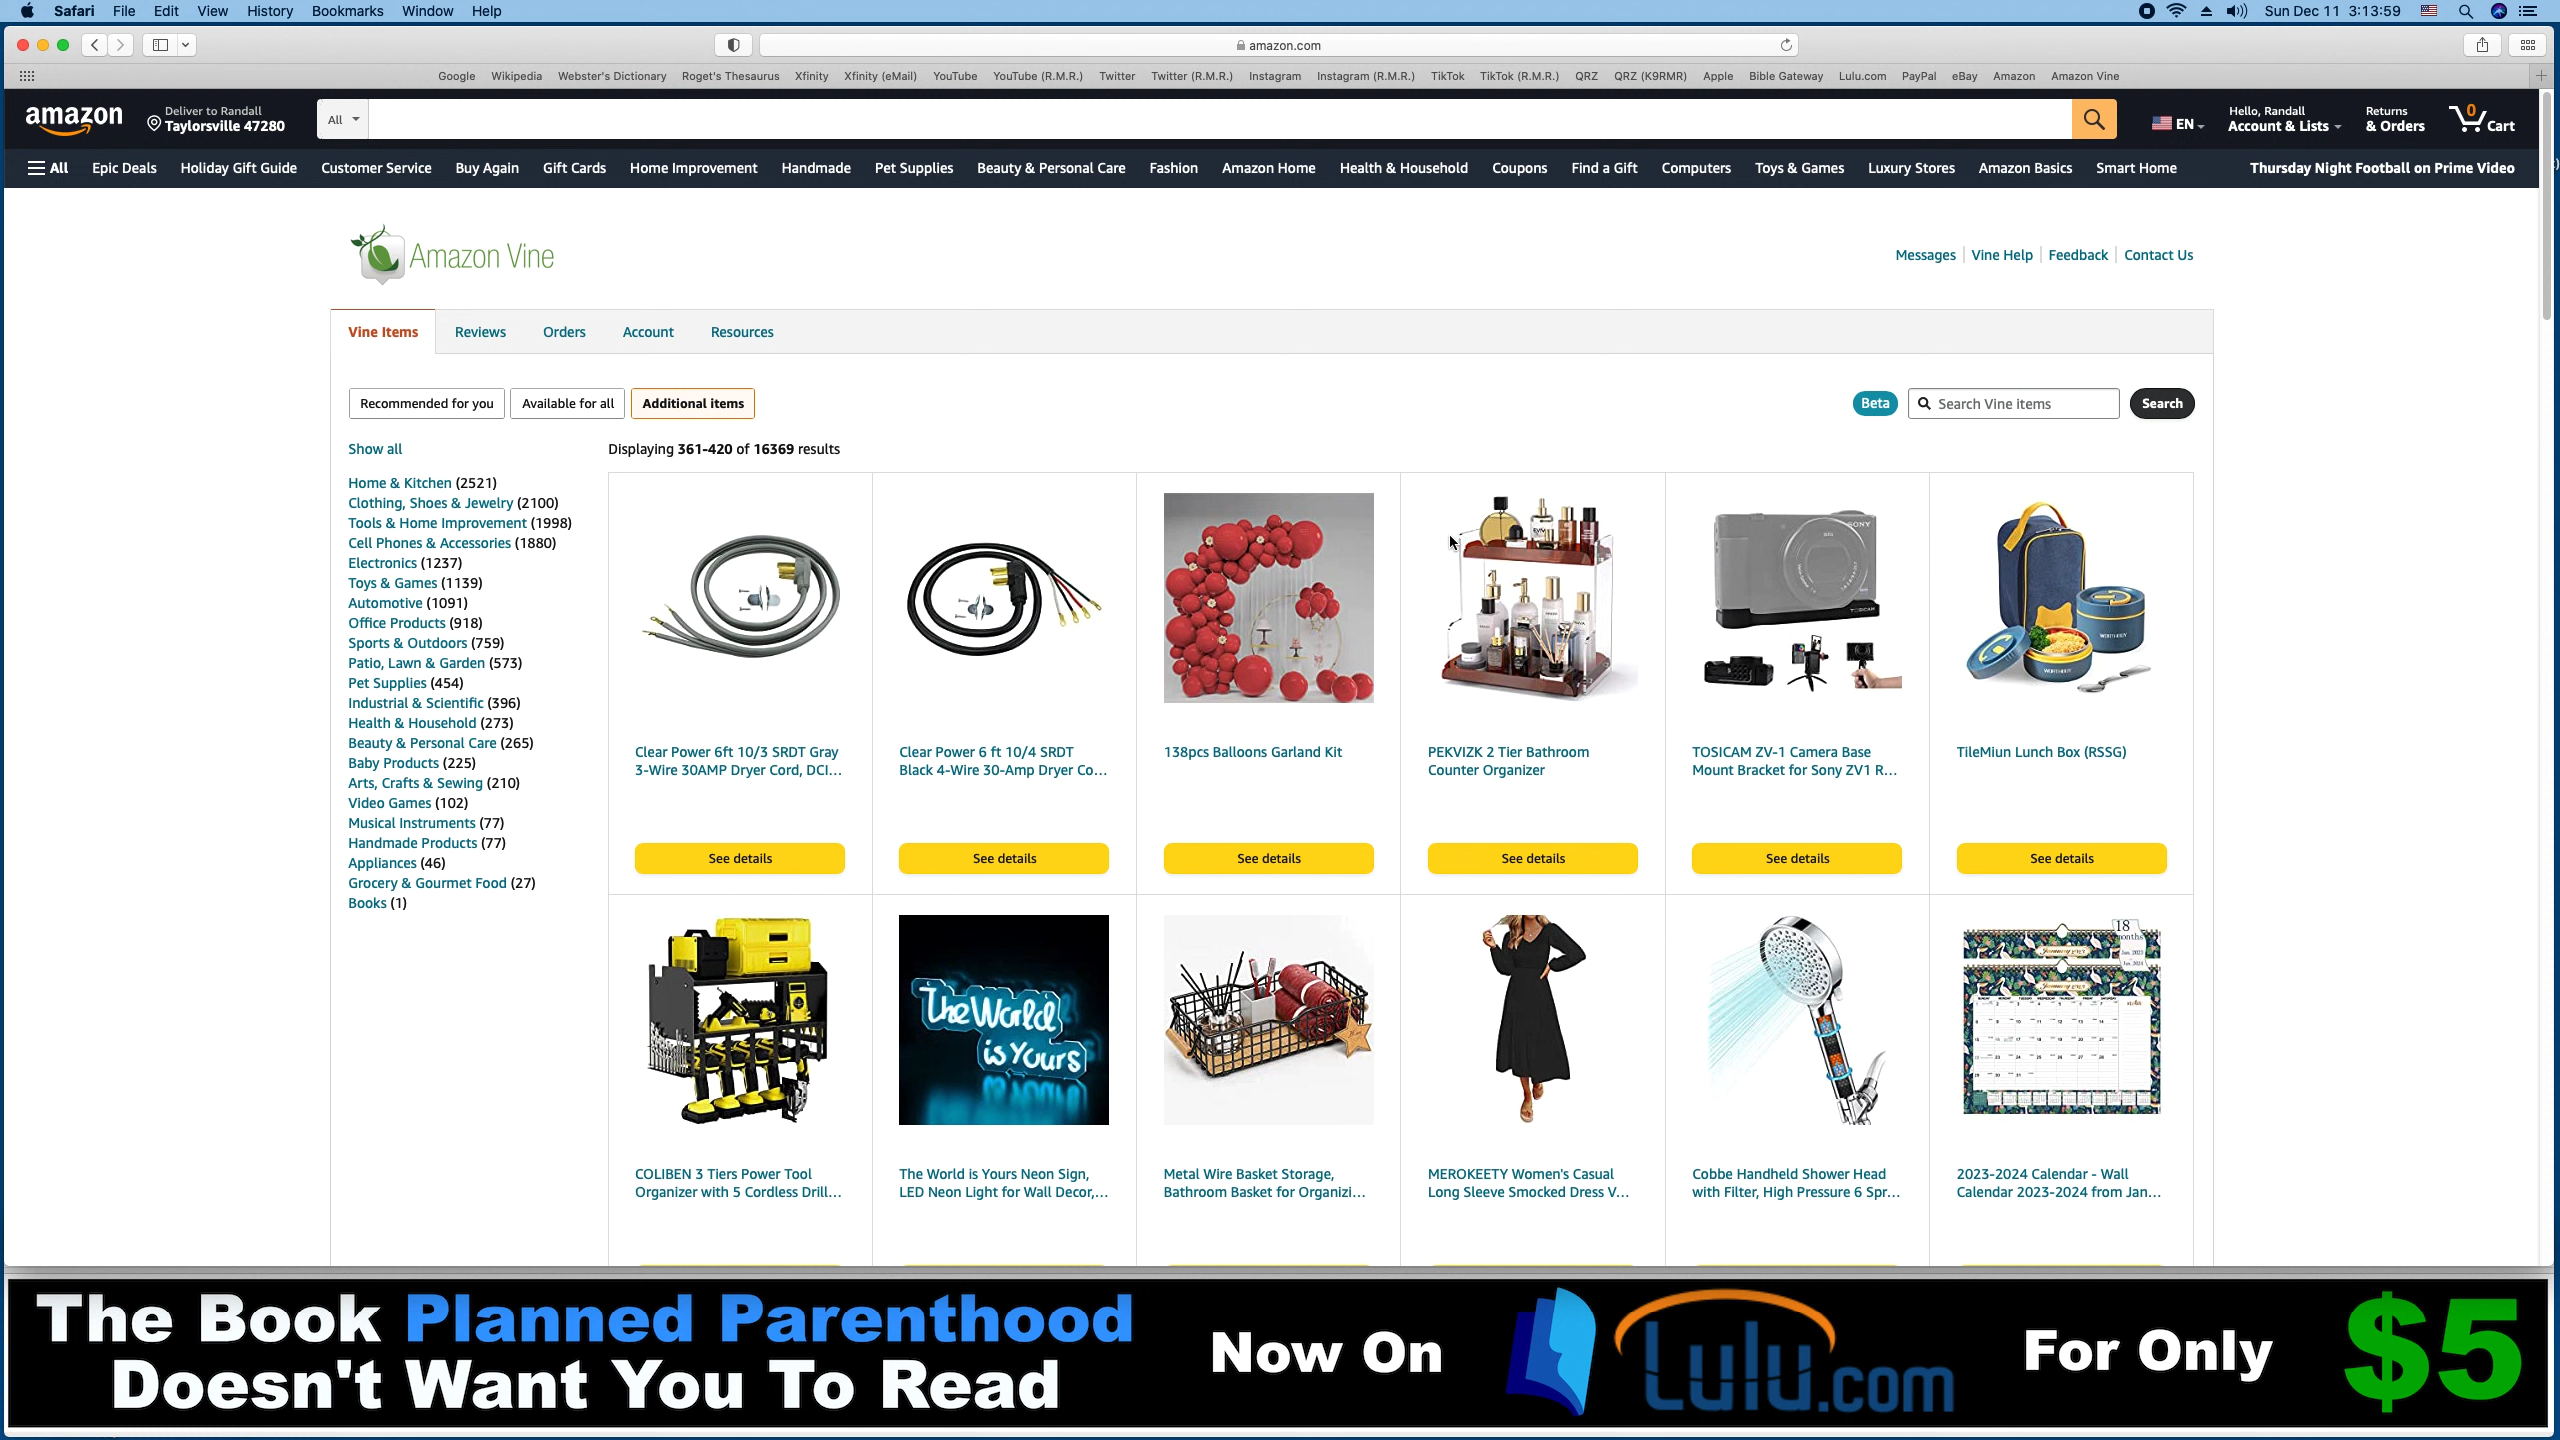 Safari File Edit View History Bookmarks Window Help
Sun Dec 11 3:13:59
amazon.com
Google Wikipedia Webster's Dictionary Roget's Thesaurus Xfinity Xfinity (eMail) YouTube YouTube (R.M.R.) Twitter Twitter (R.M.R.) Instagram Instagram (R.M.R.) TikTok TikTok (R.M.R.) QRZ QRZ (K9RMR) Apple Bible Gateway Lulu.com PayPal eBay Amazon Amazon Vine
amazon
Deliver to Randall
Taylorsville 47280
All
EN
Hello, Randall
Account & Lists
Returns
& Orders
0
Cart
All Epic Deals Holiday Gift Guide Customer Service Buy Again Gift Cards Home Improvement Handmade Pet Supplies Beauty & Personal Care Fashion Amazon Home Health & Household Coupons Find a Gift Computers Toys & Games Luxury Stores Amazon Basics Smart Home Thursday Night Football on Prime Video
Amazon Vine
Messages Vine Help Feedback Contact Us
Vine Items Reviews Orders Account Resources
Recommended for you Available for all Additional items
Beta Search Vine items Search
Show all
Displaying 361-420 of 16369 results
Home & Kitchen (2521)
Clothing, Shoes & Jewelry (2100)
Tools & Home Improvement (1998)
Cell Phones & Accessories (1880)
Electronics (1237)
Toys & Games (1139)
Automotive (1091)
Office Products (918)
Sports & Outdoors (759)
Patio, Lawn & Garden (573)
Pet Supplies (454)
Industrial & Scientific (396)
Health & Household (273)
Beauty & Personal Care (265)
Baby Products (225)
Arts, Crafts & Sewing (210)
Video Games (102)
Musical Instruments (77)
Handmade Products (77)
Appliances (46)
Grocery & Gourmet Food (27)
Books (1)
SONY
TOSICAM
WORTHBUY
WORTHBUY
Clear Power 6ft 10/3 SRDT Gray
3-Wire 30AMP Dryer Cord, DCI...
Clear Power 6 ft 10/4 SRDT
Black 4-Wire 30-Amp Dryer Co...
138pcs Balloons Garland Kit
PEKVIZK 2 Tier Bathroom
Counter Organizer
TOSICAM ZV-1 Camera Base
Mount Bracket for Sony ZV1 R...
TileMiun Lunch Box (RSSG)
See details See details See details See details See details See details
The World
is Yours
18
months
COLIBEN 3 Tiers Power Tool
Organizer with 5 Cordless Drill...
The World is Yours Neon Sign,
LED Neon Light for Wall Decor,...
Metal Wire Basket Storage,
Bathroom Basket for Organizi...
MEROKEETY Women's Casual
Long Sleeve Smocked Dress V...
Cobbe Handheld Shower Head
with Filter, High Pressure 6 Spr...
2023-2024 Calendar - Wall
Calendar 2023-2024 from Jan...
The Book Planned Parenthood
Doesn't Want You To Read
Now On
Lulu.com
For Only
$5